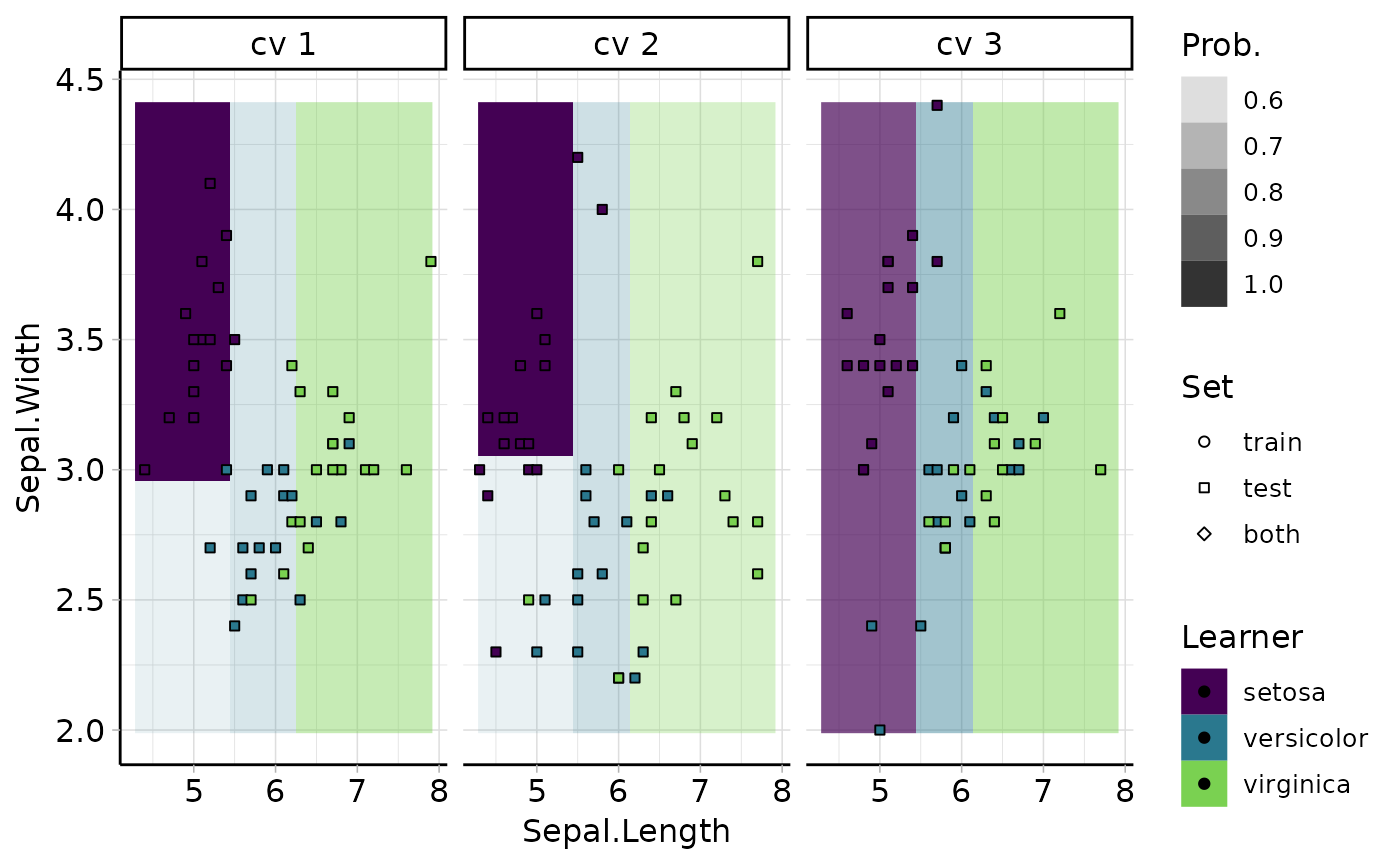 cv 1
cv 2
cv 3
4.5
4.0
3.5
3.0
2.5
2.0
Sepal.Width
5 6 7 8
5 6 7 8
5 6 7 8
Sepal.Length
Prob.
0.6
0.7
0.8
0.9
1.0
Set
train
test
both
Learner
setosa
versicolor
virginica